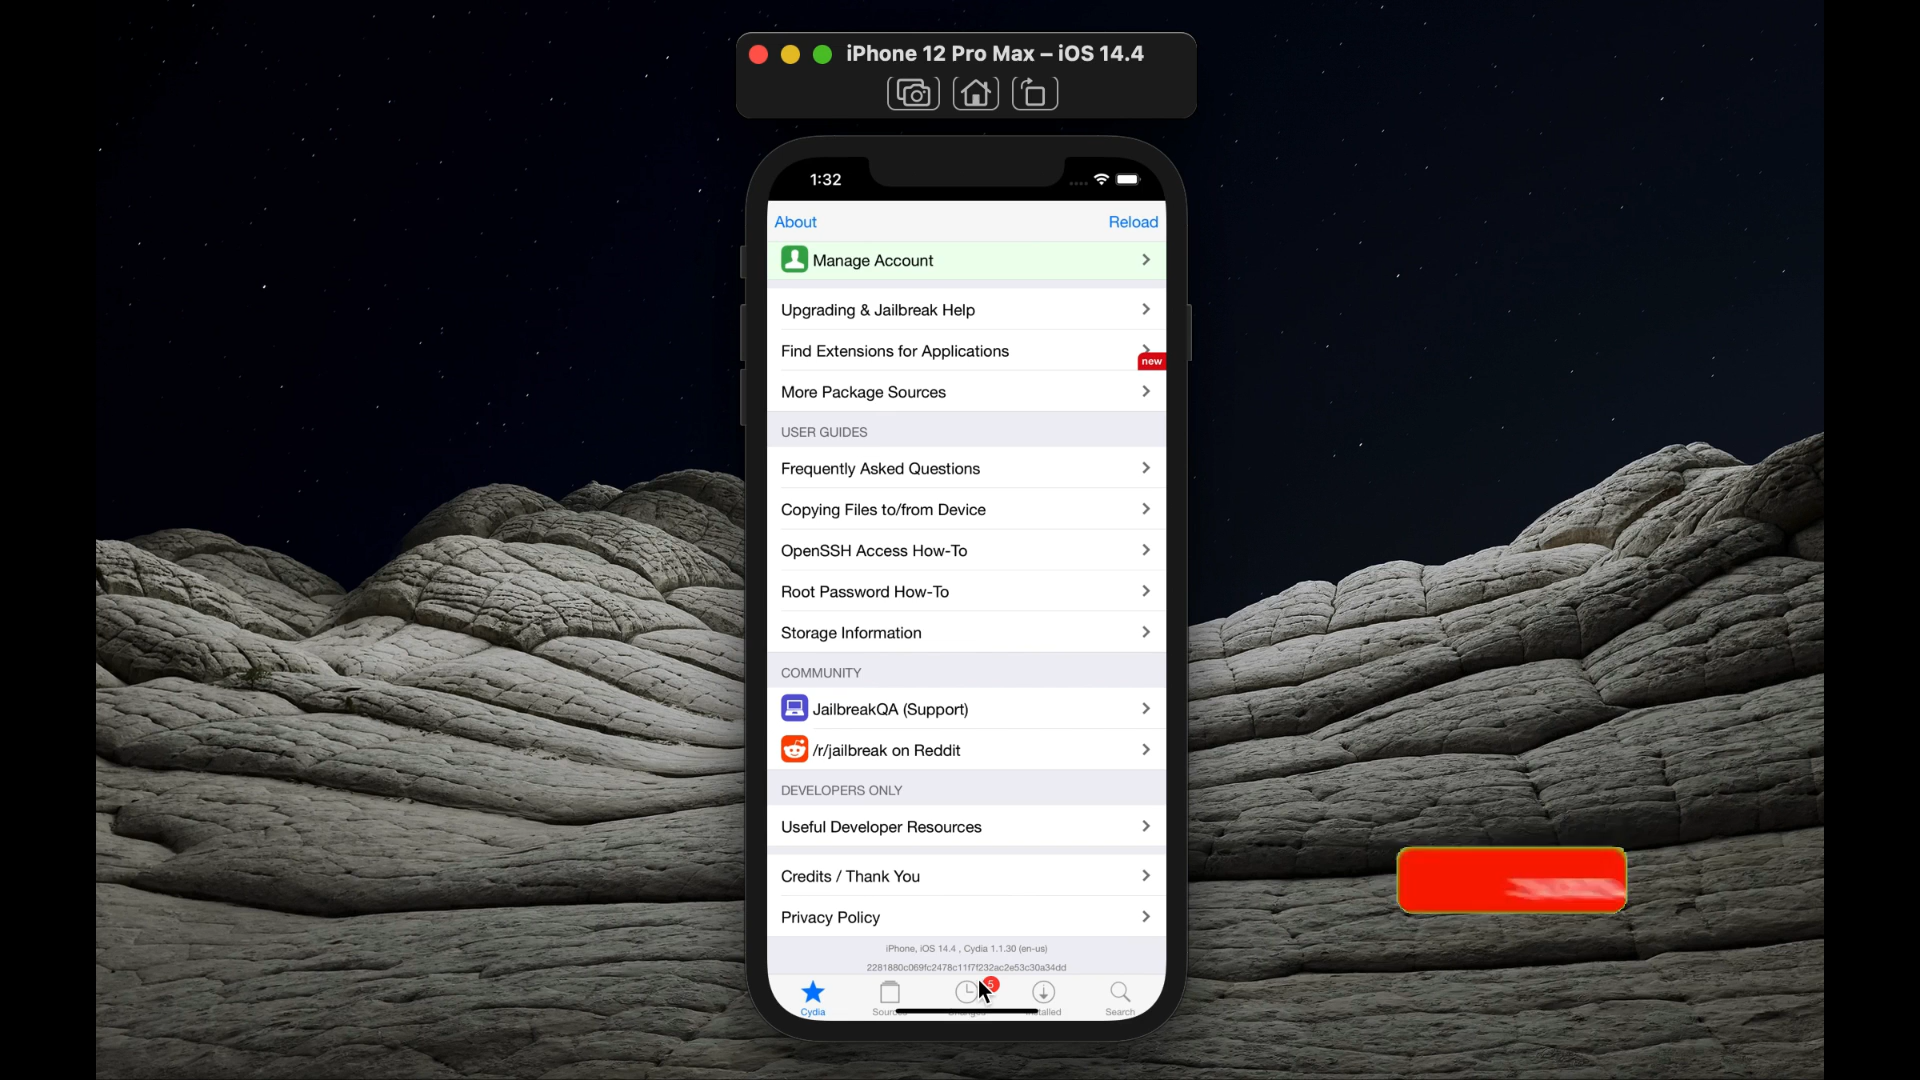 iPhone 12 Pro Max – iOS 14.4
1:32
About
Reload
Manage Account
Upgrading & Jailbreak Help
Find Extensions for Applications
new
More Package Sources
USER GUIDES
Frequently Asked Questions
Copying Files to/from Device
OpenSSH Access How-To
Root Password How-To
Storage Information
COMMUNITY
JailbreakQA (Support)
/r/jailbreak on Reddit
DEVELOPERS ONLY
Useful Developer Resources
Credits / Thank You
Privacy Policy
iPhone, iOS 14.4 , Cydia 1.1.30 (en-us)
5
Cydia
Search